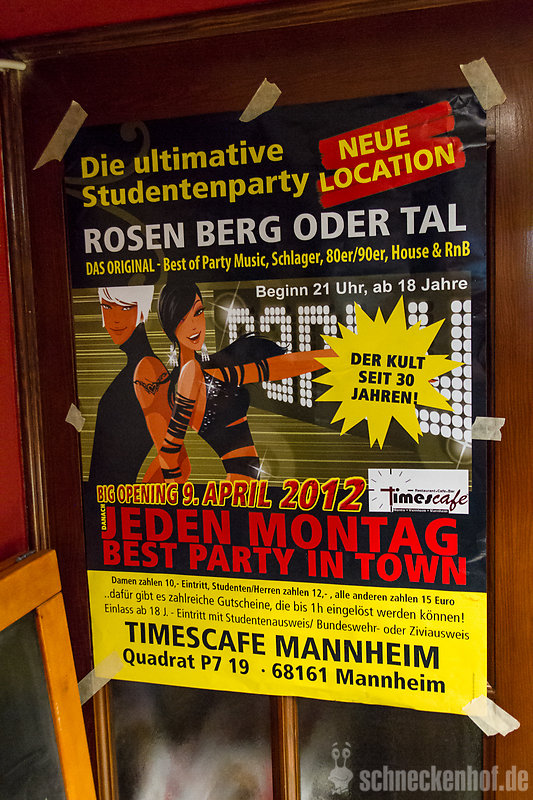 Die ultimative
Studentenparty
NEUE
LOCATION
ROSEN BERG ODER TAL
DAS ORIGINAL - Best of Party Music, Schlager, 80er/90er, House & RnB
Beginn 21 Uhr, ab 18 Jahre
party
DER KULT
SEIT 30
JAHREN!
BIG OPENING 9. APRIL 2012
Restaurant•Cafe•Bar
Timescafe
DANACH
JEDEN MONTAG
BEST PARTY IN TOWN
Damen zahlen 10,- Eintritt, Studenten/Herren zahlen 12,- , alle anderen zahlen 15 Euro
..dafür gibt es zahlreiche Gutscheine, die bis 1h eingelöst werden können!
Einlass ab 18 J. - Eintritt mit Studentenausweis/ Bundeswehr- oder Ziviausweis
TIMESCAFE MANNHEIM
Quadrat P7 19 · 68161 Mannheim
schneckenhof.de